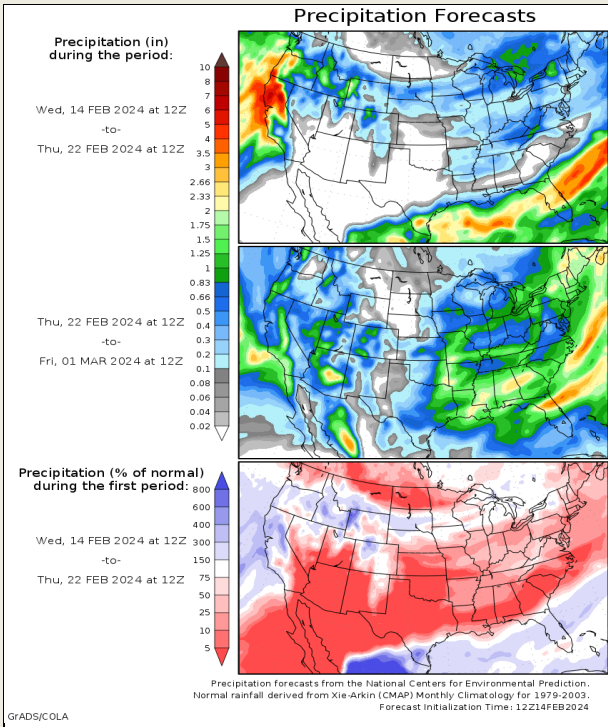 Precipitation Forecasts
Precipitation (in)
during the period:
Wed, 14 FEB 2024 at 12Z
-to-
Thu, 22 FEB 2024 at 12Z
10
8
7
6
5
4
3.5
3
2.66
2.33
2
1.75
1.5
1.25
1
0.83
0.66
0.5
0.4
0.3
0.2
0.1
0.08
0.06
0.04
0.02
Thu, 22 FEB 2024 at 12Z
-to-
Fri, 01 MAR 2024 at 12Z
Precipitation (% of normal)
during the first period:
Wed, 14 FEB 2024 at 12Z
-to-
Thu, 22 FEB 2024 at 12Z
800
600
400
300
150
75
50
25
10
5
Precipitation forecasts from the National Centers for Environmental Prediction.
Normal rainfall derived from Xie-Arkin (CMAP) Monthly Climatology for 1979-2003.
Forecast Initialization Time: 12Z14FEB2024
GrADS/COLA